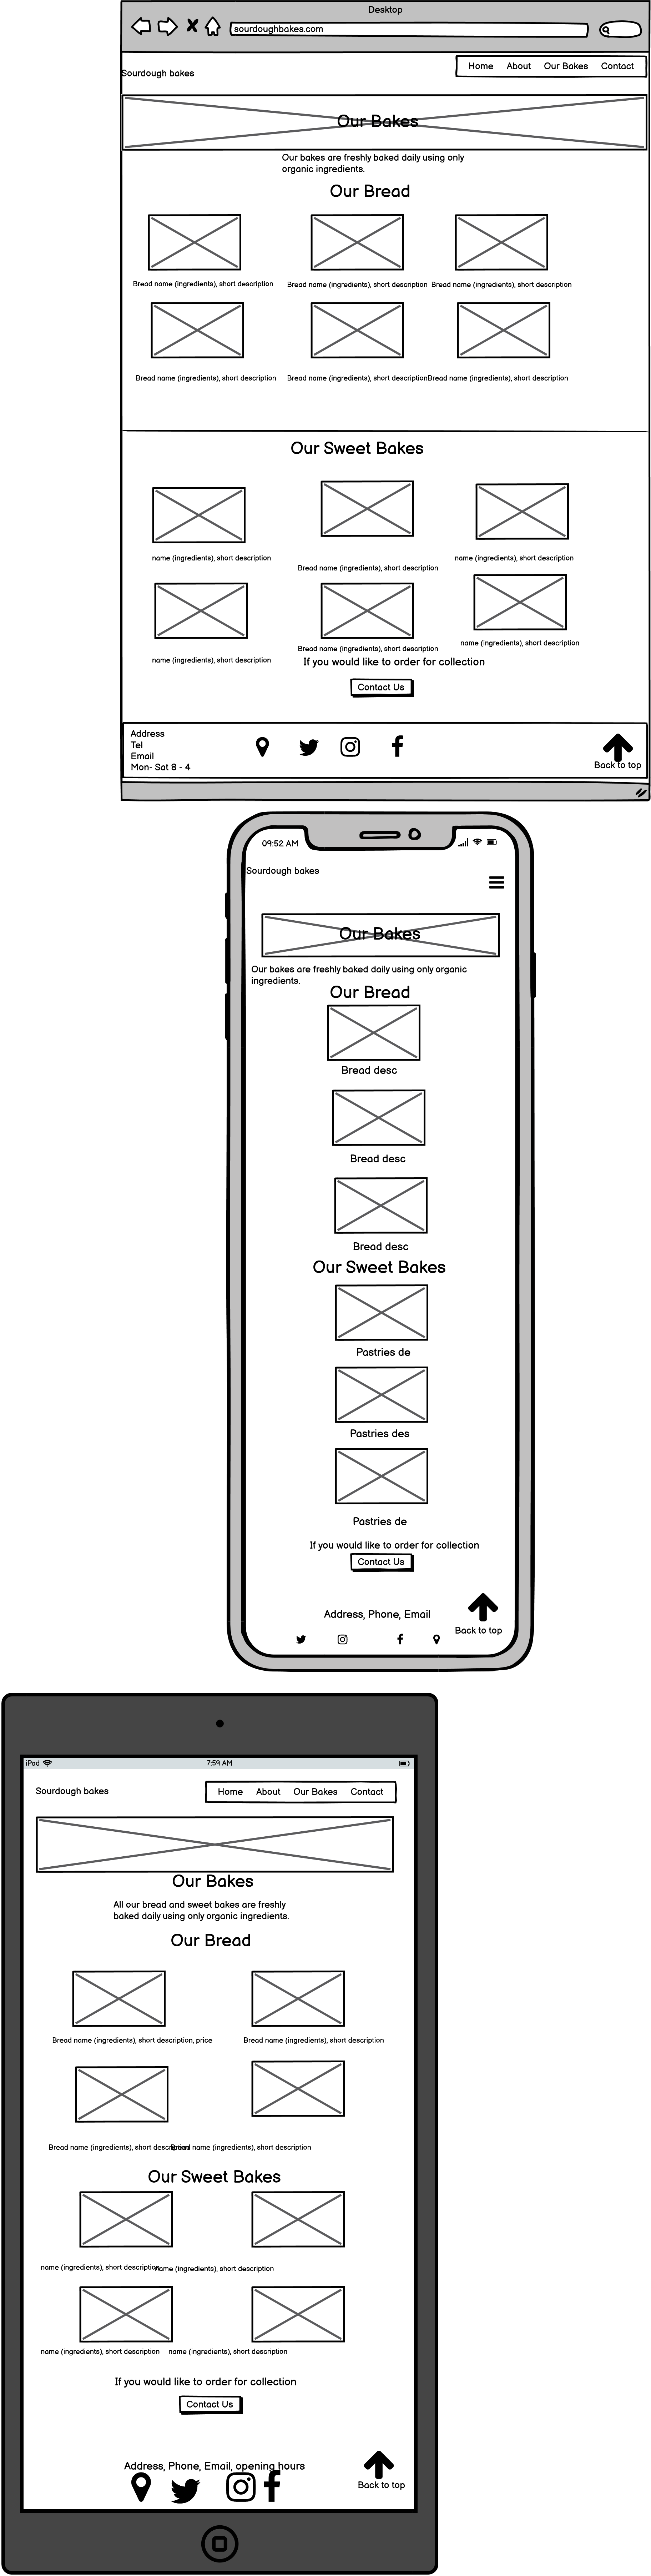 Desktop
sourdoughbakes.com
Sourdough bakes
Home About Our Bakes Contact
Our Bakes
Our bakes are freshly baked daily using only
organic ingredients.
Our Bread
Bread name (ingredients), short description Bread name (ingredients), short description Bread name (ingredients), short description
Bread name (ingredients), short description Bread name (ingredients), short description Bread name (ingredients), short description
Our Sweet Bakes
name (ingredients), short description Bread name (ingredients), short description name (ingredients), short description
name (ingredients), short description Bread name (ingredients), short description name (ingredients), short description
If you would like to order for collection
Contact Us
Address
Tel
Email
Mon- Sat 8 - 4
Back to top
09:52 AM
Sourdough bakes
Our Bakes
Our bakes are freshly baked daily using only organic
ingredients.
Our Bread
Bread desc
Bread desc
Bread desc
Our Sweet Bakes
Pastries de
Pastries des
Pastries de
If you would like to order for collection
Contact Us
Address, Phone, Email
Back to top
iPad 7:59 AM
Sourdough bakes
Home About Our Bakes Contact
Our Bakes
All our bread and sweet bakes are freshly
baked daily using only organic ingredients.
Our Bread
Bread name (ingredients), short description, price Bread name (ingredients), short description
Bread name (ingredients), short description Bread name (ingredients), short description
Our Sweet Bakes
name (ingredients), short description name (ingredients), short description
name (ingredients), short description name (ingredients), short description
If you would like to order for collection
Contact Us
Address, Phone, Email, opening hours
Back to top